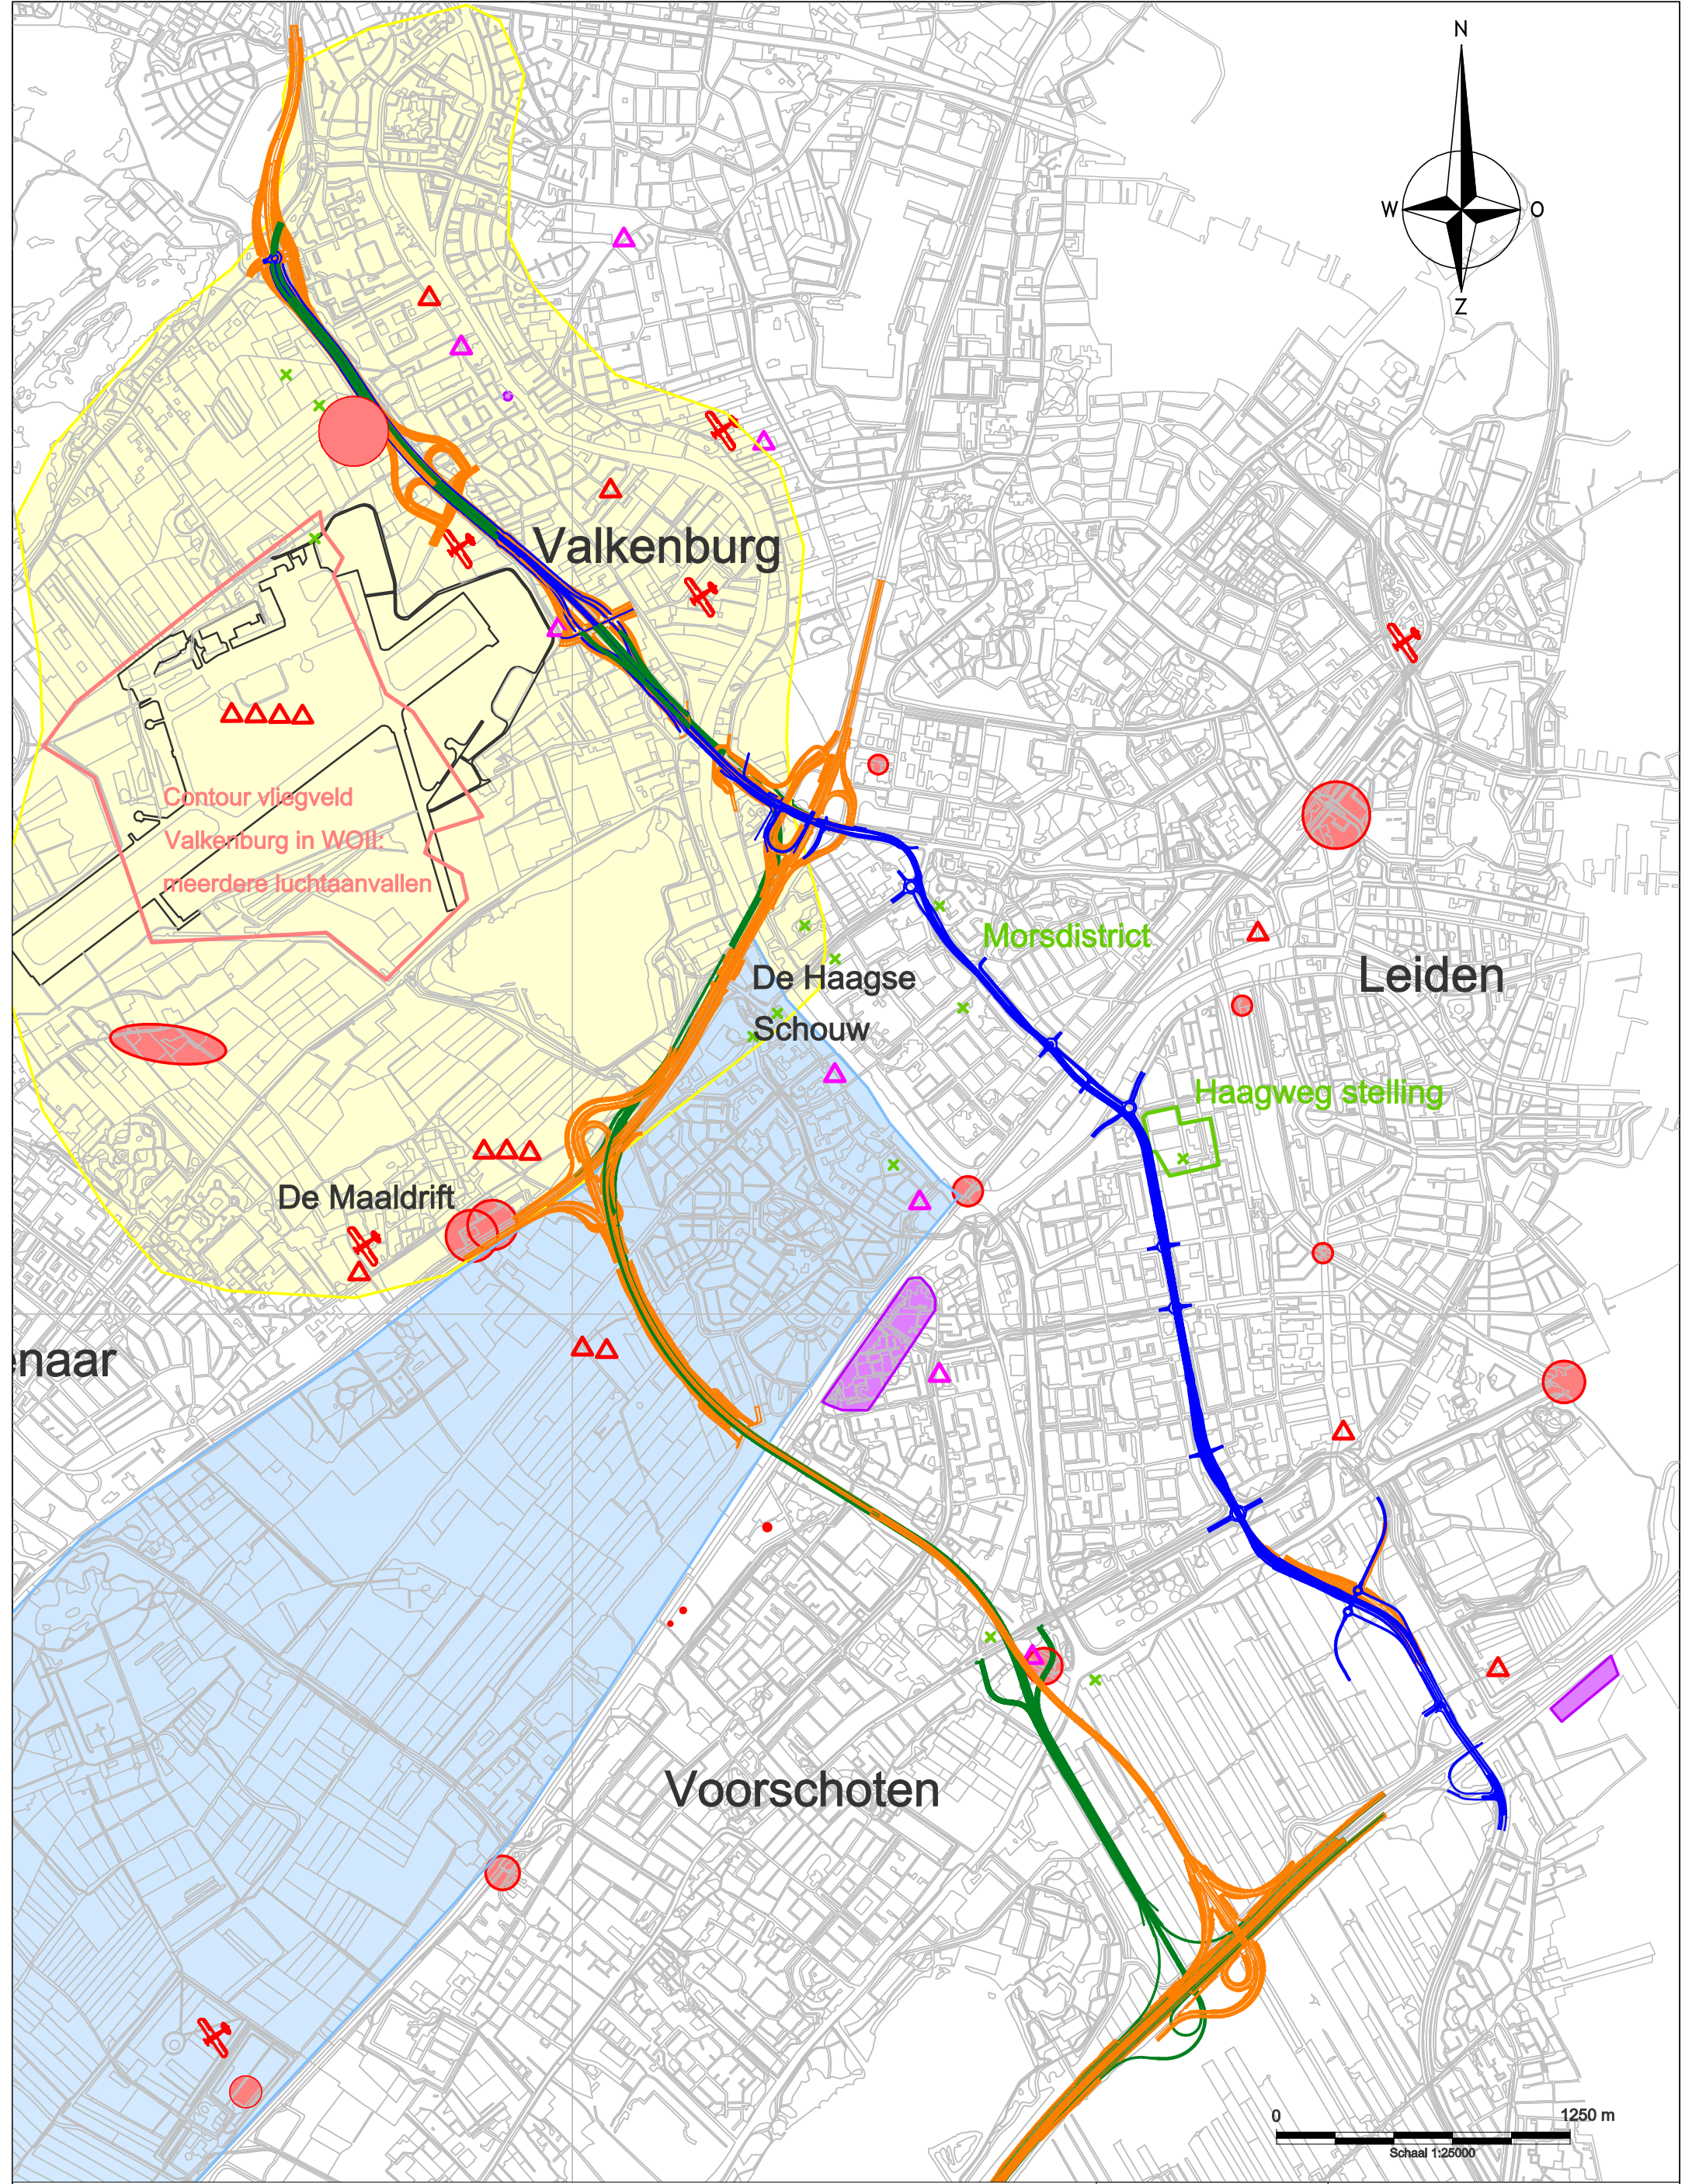 N
W
O
Z
Valkenburg
Contour vliegveld
Valkenburg in WOII:
meerdere luchtaanvallen
Morsdistrict
De Haagse
Schouw
Leiden
Haagweg stelling
De Maaldrift
enaar
Voorschoten
0
1250 m
Schaal 1:25000